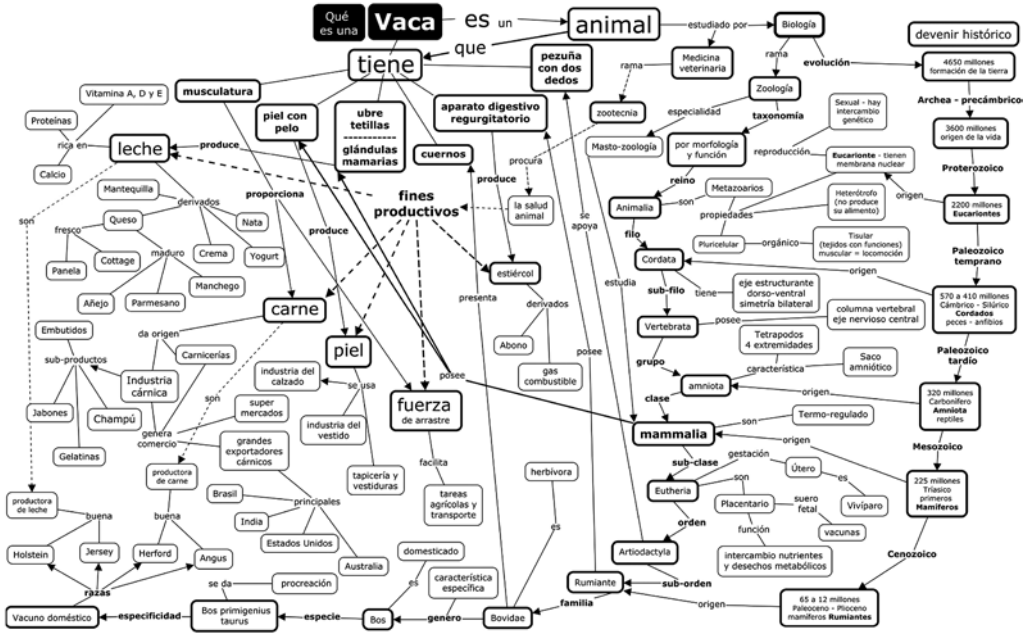 Qué
es una
Vaca
es un
animal
que
tiene
estudiado por
Biología
devenir histórico
rama
evolución
4650 millones
formación de la tierra
Archea - precámbrico
3600 millones
origen de la vida
Proterozoico
2200 millones
Eucariontes
Paleozoico
temprano
570 a 410 millones
Cámbrico - Silúrico
Cordados
peces - anfibios
Paleozoico
tardío
320 millones
Carbonífero
Amniota
reptiles
Mesozoico
225 millones
Tríasico
primeros
Mamíferos
Cenozoico
65 a 12 millones
Paleoceno - Plioceno
mamíferos Rumiantes
Medicina
veterinaria
rama
zootecnia
procura
la salud
animal
Zoología
especialidad
Masto-zoología
taxonomía
por morfología
y función
reino
Sexual - hay
intercambio
genético
reproducción
Eucarionte - tienen
membrana nuclear
origen
Animalia
son
Metazoarios
propiedades
Heterótrofo
(no produce
su alimento)
Pluricelular
orgánico
Tisular
(tejidos con funciones)
muscular = locomoción
filo
Cordata
origen
sub-filo
tiene
eje estructurante
dorso-ventral
simetría bilateral
Vertebrata
posee
columna vertebral
eje nervioso central
grupo
Tetrapodos
4 extremidades
característica
Saco
amniótico
amniota
origen
clase
mammalia
son
Termo-regulado
origen
sub-clase
gestación
Útero
es
Vivíparo
Eutheria
son
Placentario
suero
fetal
vacunas
función
intercambio nutrientes
y desechos metabólicos
orden
Artiodactyla
sub-orden
Rumiante
origen
familia
Bovidae
es
herbívora
genero
característica
específica
Bos
es
domesticado
especie
Bos primigenius
taurus
se da
procreación
especificidad
Vacuno doméstico
razas
musculatura
piel con
pelo
ubre
tetillas
glándulas
mamarias
cuernos
aparato digestivo
regurgitatorio
pezuña
con dos
dedos
produce
proporciona
produce
produce
fines
productivos
se
apoya
estudia
presenta
posee
posee
estiércol
derivados
Abono
gas
combustible
Vitamina A, D y E
Proteínas
rica en
Calcio
leche
son
derivados
Mantequilla
Queso
fresco
Panela
Cottage
maduro
Añejo
Parmesano
Manchego
Crema
Yogurt
Nata
carne
da origen
son
Embutidos
sub-productos
Jabones
Gelatinas
Champú
Industria
cárnica
Carnicerías
genera
comercio
super
mercados
grandes
exportadores
cárnicos
principales
Brasil
India
Estados Unidos
Australia
piel
se usa
industria del
calzado
industria del
vestido
tapicería y
vestiduras
fuerza
de arrastre
facilita
tareas
agrícolas y
transporte
productora
de leche
buena
Holstein
Jersey
productora
de carne
buena
Herford
Angus